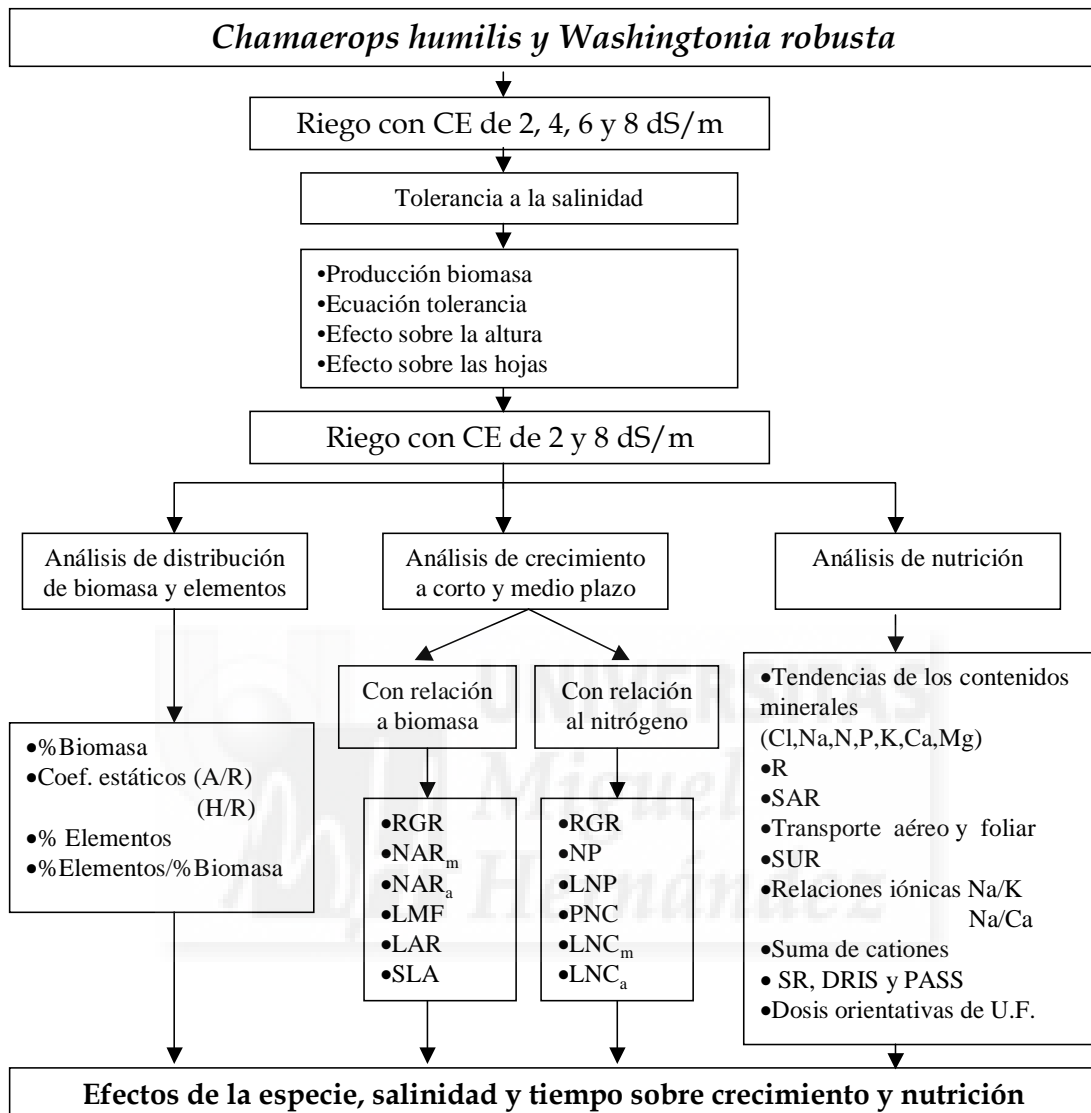 Chamaerops humilis y Washingtonia robusta
Riego con CE de 2, 4, 6 y 8 dS/m
Tolerancia a la salinidad
•Producción biomasa
•Ecuación tolerancia
•Efecto sobre la altura
•Efecto sobre las hojas
Riego con CE de 2 y 8 dS/m
Análisis de distribución
de biomasa y elementos
Análisis de crecimiento
a corto y medio plazo
Análisis de nutrición
•%Biomasa
•Coef. estáticos (A/R)
(H/R)
•% Elementos
•%Elementos/%Biomasa
Con relación
a biomasa
Con relación
al nitrógeno
•RGR
•NARm
•NARa
•LMF
•LAR
•SLA
•RGR
•NP
•LNP
•PNC
•LNCm
•LNCa
•Tendencias de los contenidos
minerales
(Cl,Na,N,P,K,Ca,Mg)
•R
•SAR
•Transporte aéreo y foliar
•SUR
•Relaciones iónicas Na/K
Na/Ca
•Suma de cationes
• SR, DRIS y PASS
•Dosis orientativas de U.F.
UNIVERSITAS
Miguel
Hernández
Efectos de la especie, salinidad y tiempo sobre crecimiento y nutrición